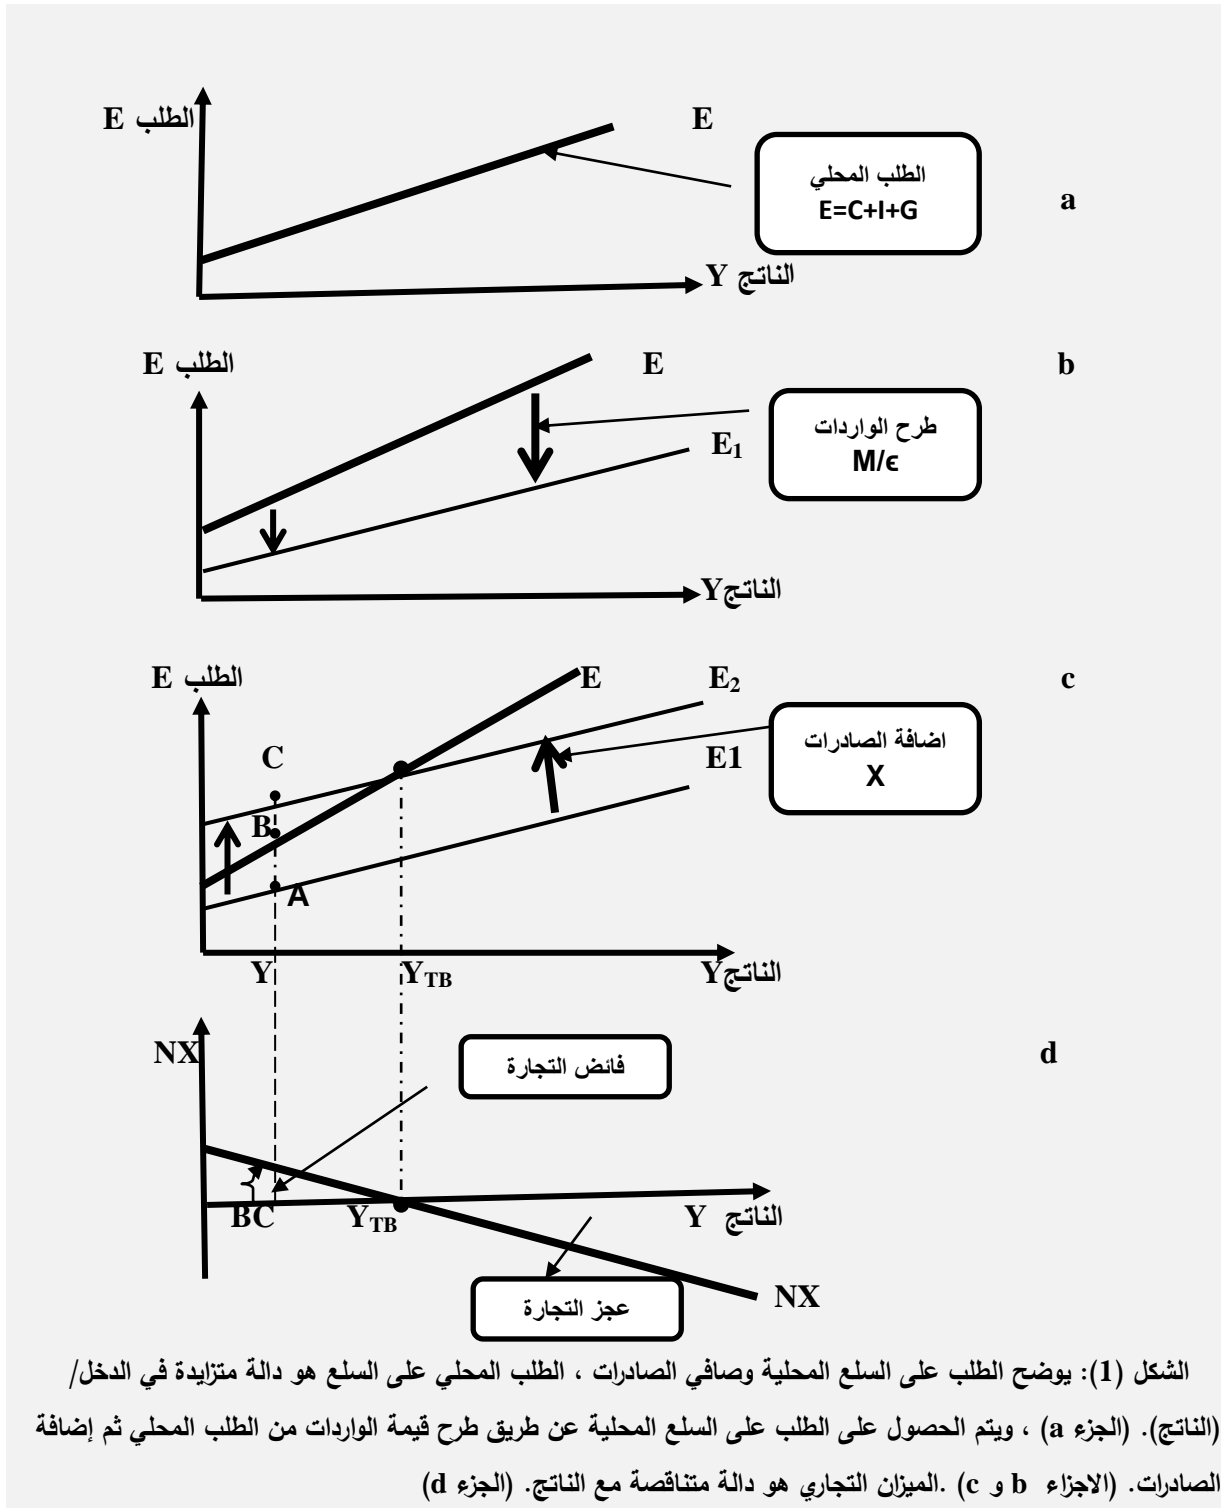 الطلب E
E
الطلب المحلي
E=C+I+G
a
الناتج Y
الطلب E
E
b
طرح الواردات
M/ϵ
E₁
الناتجY
الطلب E
E
E₂
c
اضافة الصادرات
X
E1
C
B
A
Y
Y_TB
الناتجY
NX
فائض التجارة
d
BC
Y_TB
الناتج Y
عجز التجارة
NX
الشكل (1): يوضح الطلب على السلع المحلية وصافي الصادرات ، الطلب المحلي على السلع هو دالة متزايدة في الدخل/
(الناتج). (الجزء a) ، ويتم الحصول على الطلب على السلع المحلية عن طريق طرح قيمة الواردات من الطلب المحلي ثم إضافة
الصادرات. (الاجزاء b و c) .الميزان التجاري هو دالة متناقصة مع الناتج. (الجزء d)